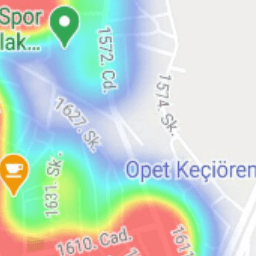 Spor
lak...
1572. Cd.
1574. Sk.
1627. Sk.
Opet Keçiören
1631. Sk.
1610. Cad.